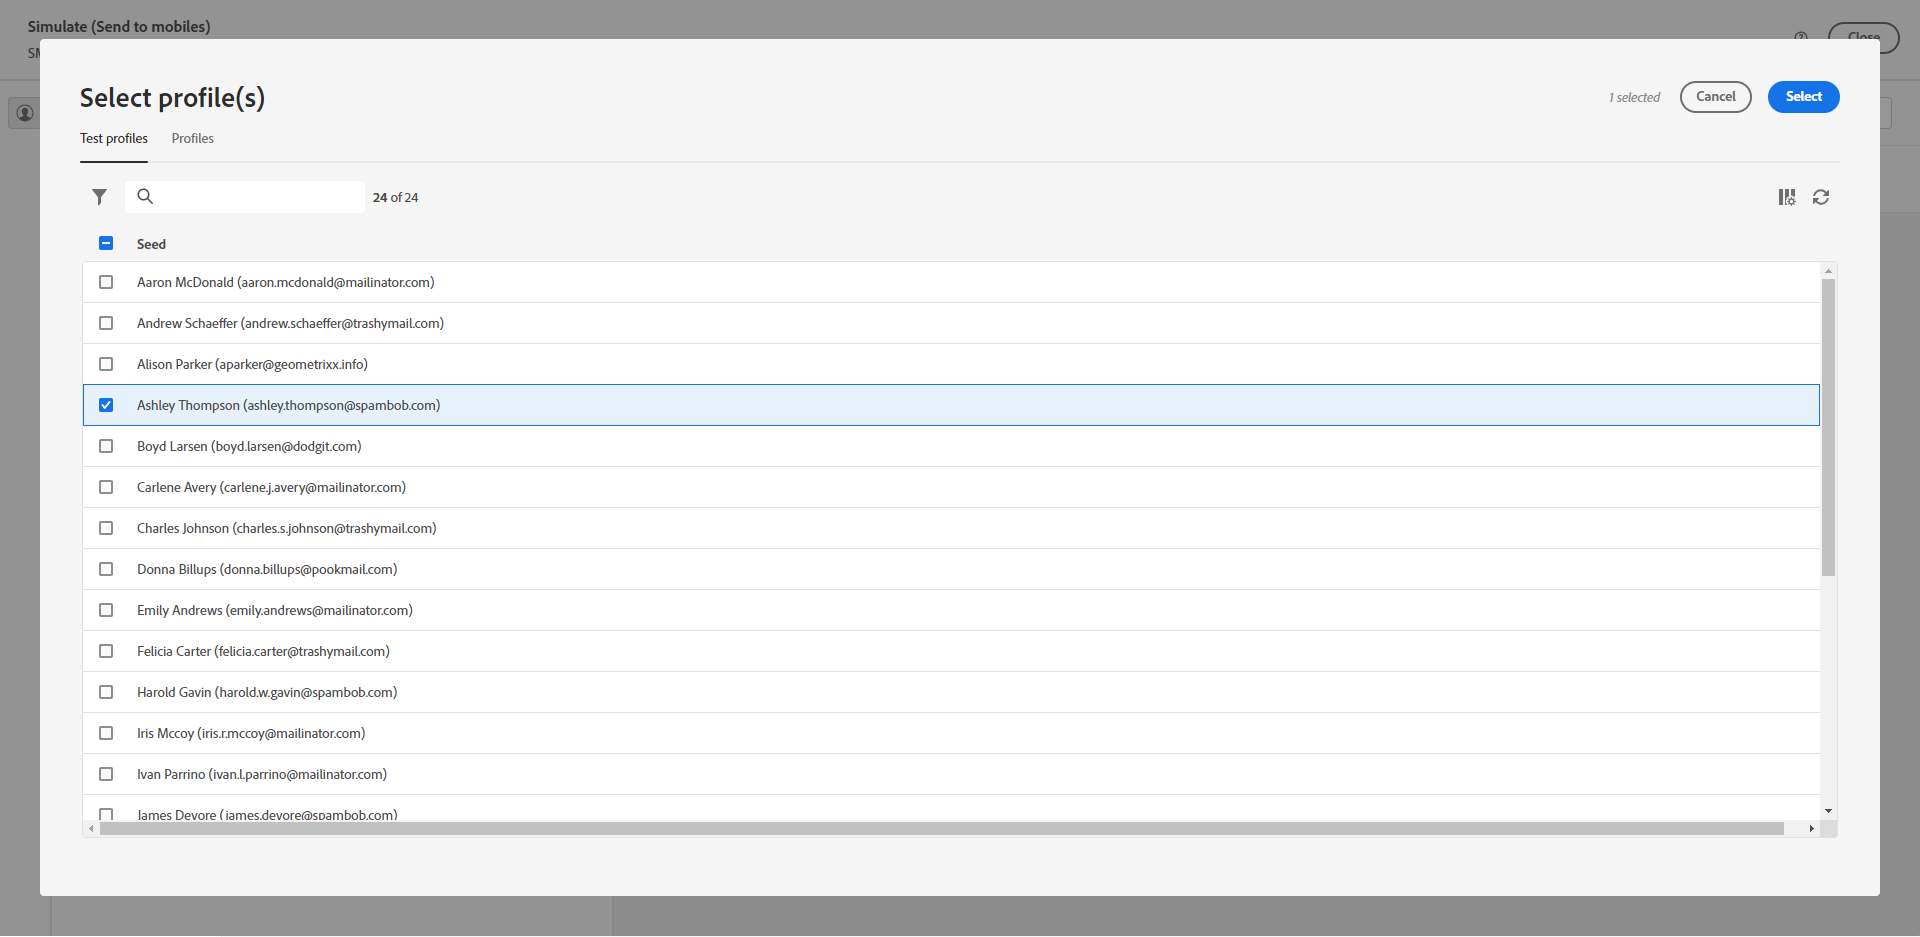 Simulate (Send to mobiles)
Close
Select profile(s)
1 selected
Cancel
Select
Test profiles
Profiles
24 of 24
Seed
Aaron McDonald (aaron.mcdonald@mailinator.com)
Andrew Schaeffer (andrew.schaeffer@trashymail.com)
Alison Parker (aparker@geometrixx.info)
Ashley Thompson (ashley.thompson@spambob.com)
Boyd Larsen (boyd.larsen@dodgit.com)
Carlene Avery (carlene.j.avery@mailinator.com)
Charles Johnson (charles.s.johnson@trashymail.com)
Donna Billups (donna.billups@pookmail.com)
Emily Andrews (emily.andrews@mailinator.com)
Felicia Carter (felicia.carter@trashymail.com)
Harold Gavin (harold.w.gavin@spambob.com)
Iris Mccoy (iris.r.mccoy@mailinator.com)
Ivan Parrino (ivan.l.parrino@mailinator.com)
James Devore (james.devore@spambob.com)